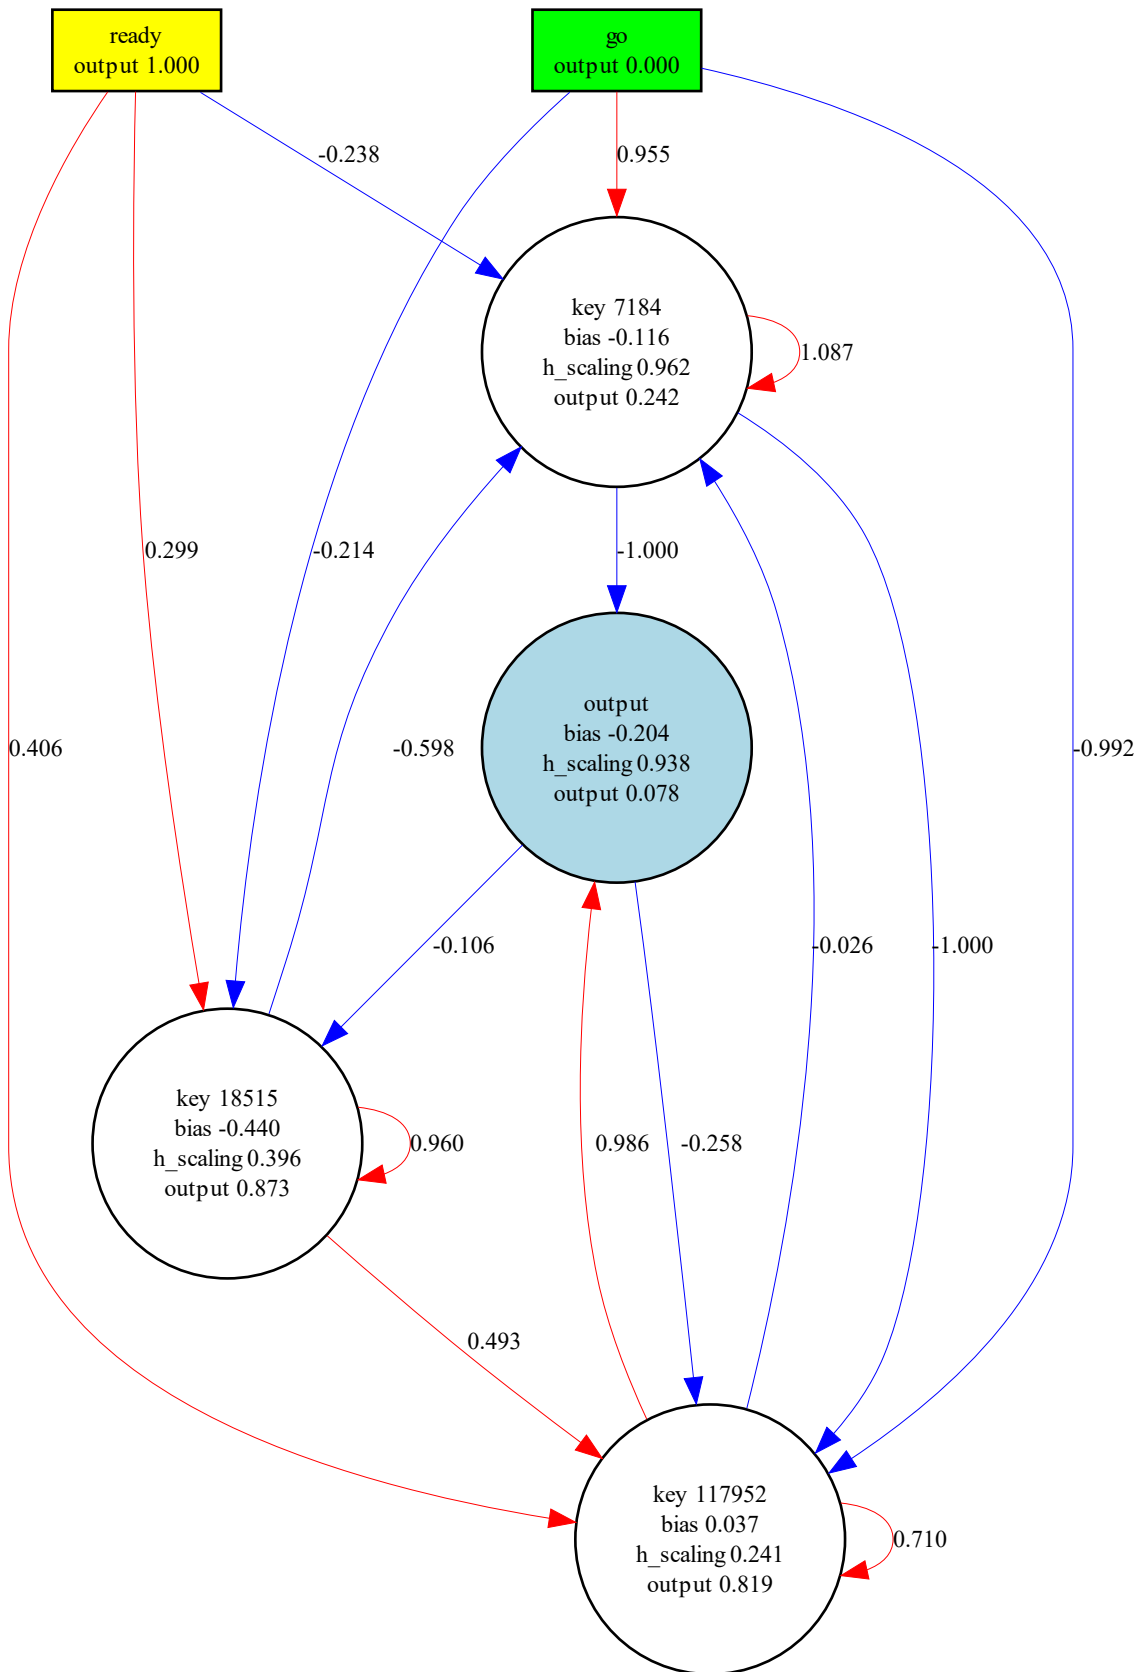 ready
output 1.000
go
output 0.000
-0.238
0.955
key 7184
bias -0.116
h_scaling 0.962
output 0.242
1.087
0.299
-0.214
-1.000
output
bias -0.204
h_scaling 0.938
output 0.078
0.406
-0.598
-0.992
-0.106
-0.026
-1.000
key 18515
bias -0.440
h_scaling 0.396
output 0.873
0.960
0.986
-0.258
0.493
key 117952
bias 0.037
h_scaling 0.241
output 0.819
0.710